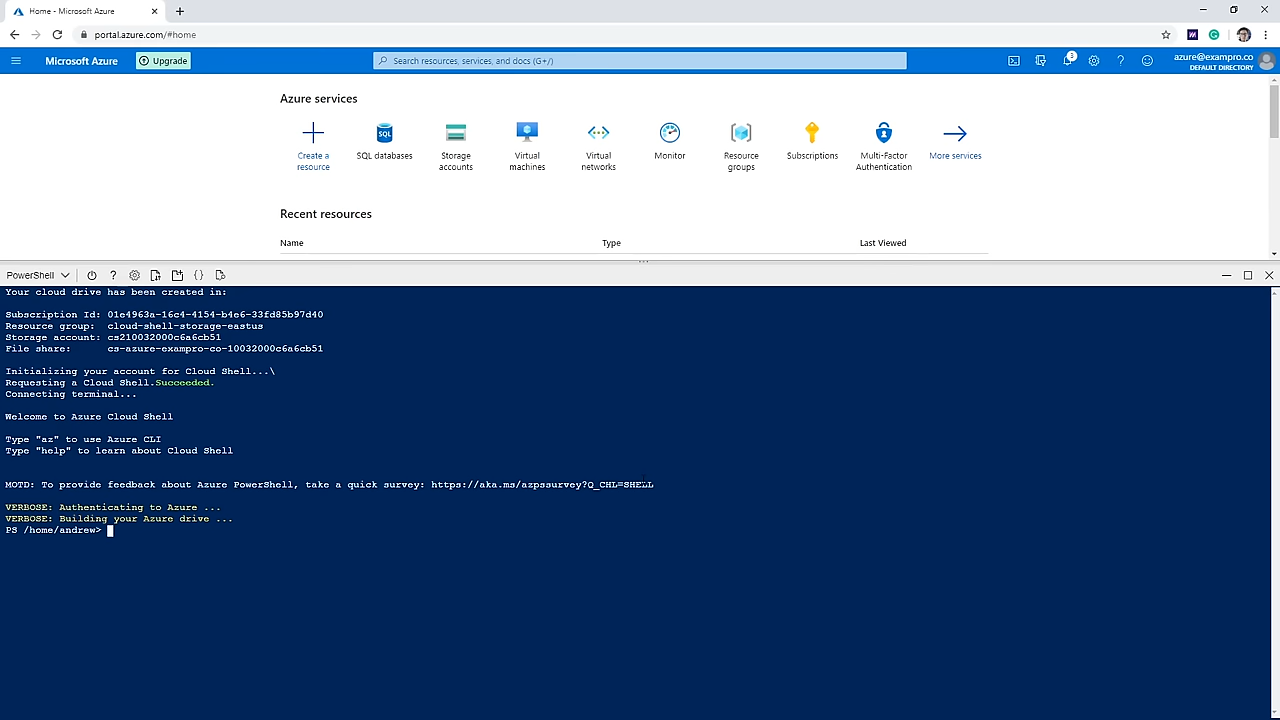 Home - Microsoft Azure
portal.azure.com/#home
Microsoft Azure
Upgrade
Search resources, services, and docs (G+/)
3
azure@exampro.co
DEFAULT DIRECTORY
Azure services
Create a resource
SQL
SQL databases
Storage accounts
Virtual machines
Virtual networks
Monitor
Resource groups
Subscriptions
Multi-Factor Authentication
More services
Recent resources
Name Type Last Viewed
PowerShell
Your cloud drive has been created in:
Subscription Id: 01e4963a-16c4-4154-b4e6-33fd85b97d40
Resource group: cloud-shell-storage-eastus
Storage account: cs210032000c6a6cb51
File share: cs-azure-exampro-co-10032000c6a6cb51
Initializing your account for Cloud Shell...\
Requesting a Cloud Shell.Succeeded.
Connecting terminal...
Welcome to Azure Cloud Shell
Type "az" to use Azure CLI
Type "help" to learn about Cloud Shell
MOTD: To provide feedback about Azure PowerShell, take a quick survey: https://aka.ms/azpssurvey?Q_CHL=SHELL
VERBOSE: Authenticating to Azure ...
VERBOSE: Building your Azure drive ...
PS /home/andrew>